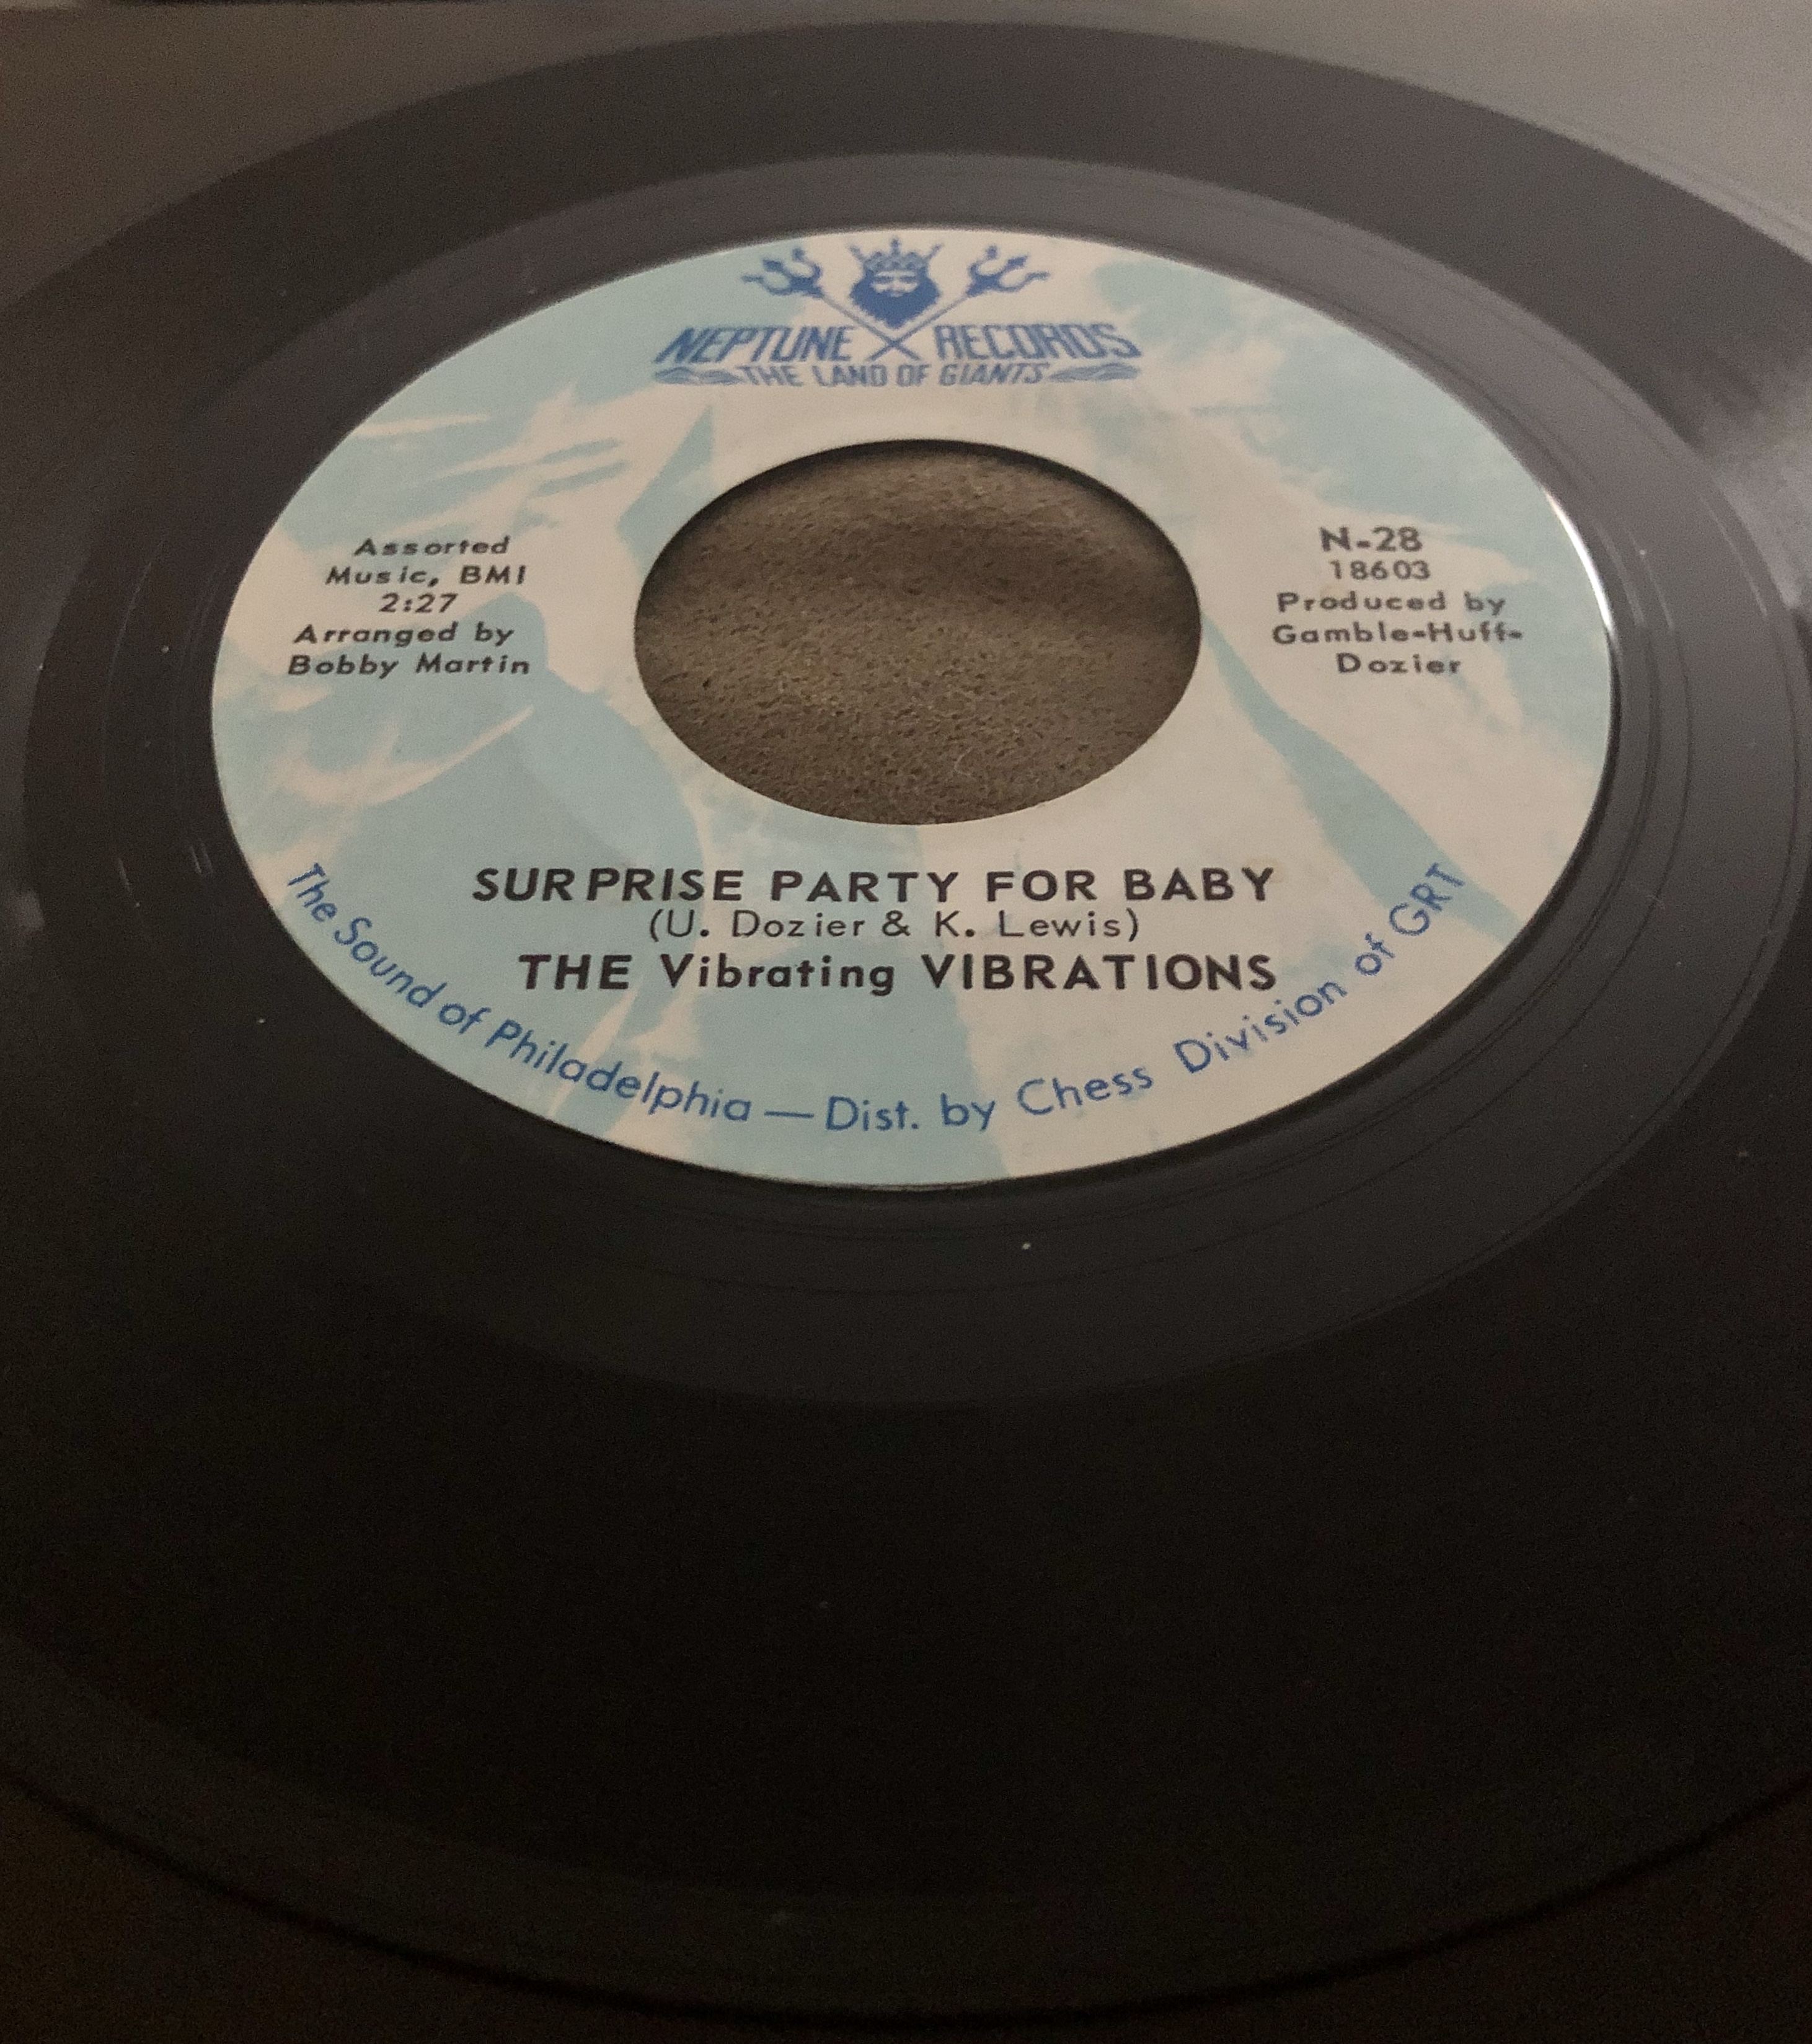 NEPTUNE RECORDS
THE LAND OF GIANTS
Assorted
Music, BMI
2:27
Arranged by
Bobby Martin
N-28
18603
Produced by
Gamble-Huff-
Dozier
SURPRISE PARTY FOR BABY
(U. Dozier & K. Lewis)
THE Vibrating VIBRATIONS
The Sound of Philadelphia — Dist. by Chess Division of GRT